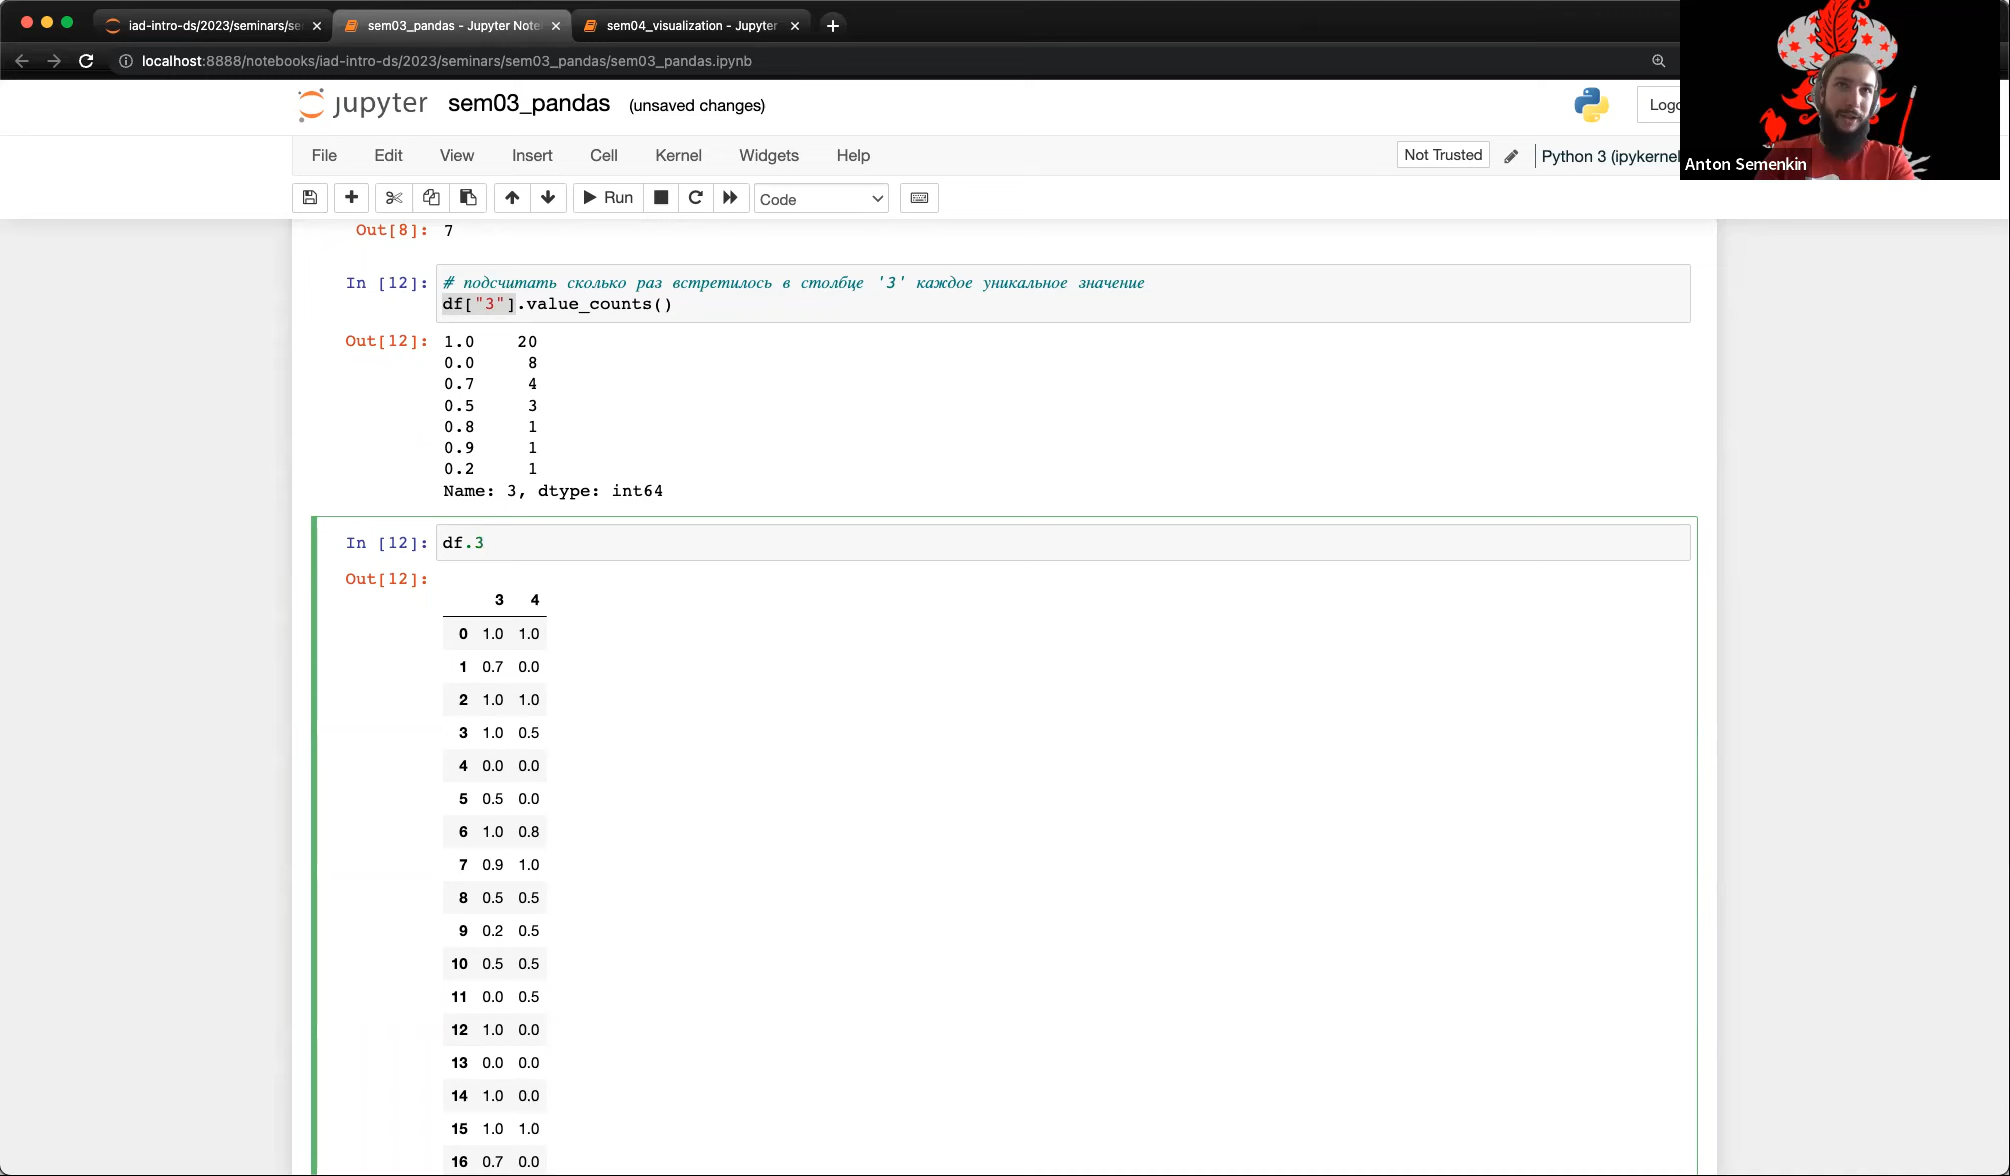 iad-intro-ds/2023/seminars/se
sem03_pandas - Jupyter Note
sem04_visualization - Jupyter
localhost:8888/notebooks/iad-intro-ds/2023/seminars/sem03_pandas/sem03_pandas.ipynb
jupyter sem03_pandas (unsaved changes)
Logo
Anton Semenkin
File Edit View Insert Cell Kernel Widgets Help
Not Trusted
Python 3 (ipykernel
Run
Code
Out[8]: 7
In [12]: # подсчитать сколько раз встретилось в столбце '3' каждое уникальное значение
df["3"].value_counts()
Out[12]: 1.0 20
0.0 8
0.7 4
0.5 3
0.8 1
0.9 1
0.2 1
Name: 3, dtype: int64
In [12]: df.3
Out[12]:
3 4
0 1.0 1.0
1 0.7 0.0
2 1.0 1.0
3 1.0 0.5
4 0.0 0.0
5 0.5 0.0
6 1.0 0.8
7 0.9 1.0
8 0.5 0.5
9 0.2 0.5
10 0.5 0.5
11 0.0 0.5
12 1.0 0.0
13 0.0 0.0
14 1.0 0.0
15 1.0 1.0
16 0.7 0.0